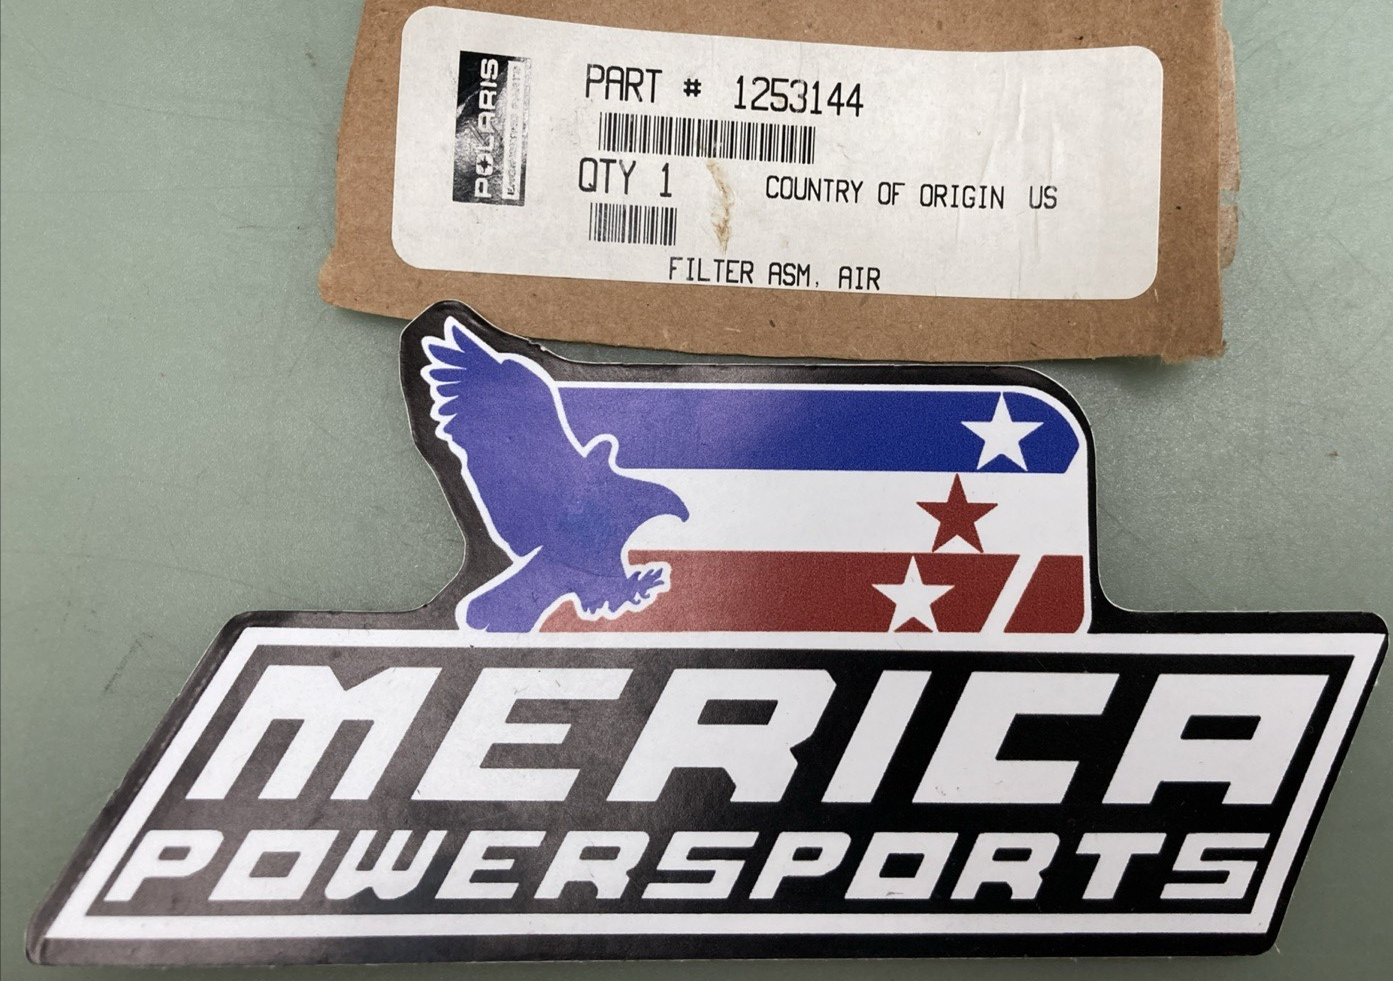 POLARIS
PART # 1253144
QTY 1
COUNTRY OF ORIGIN US
FILTER ASM, AIR
MERICA
POWERSPORTS